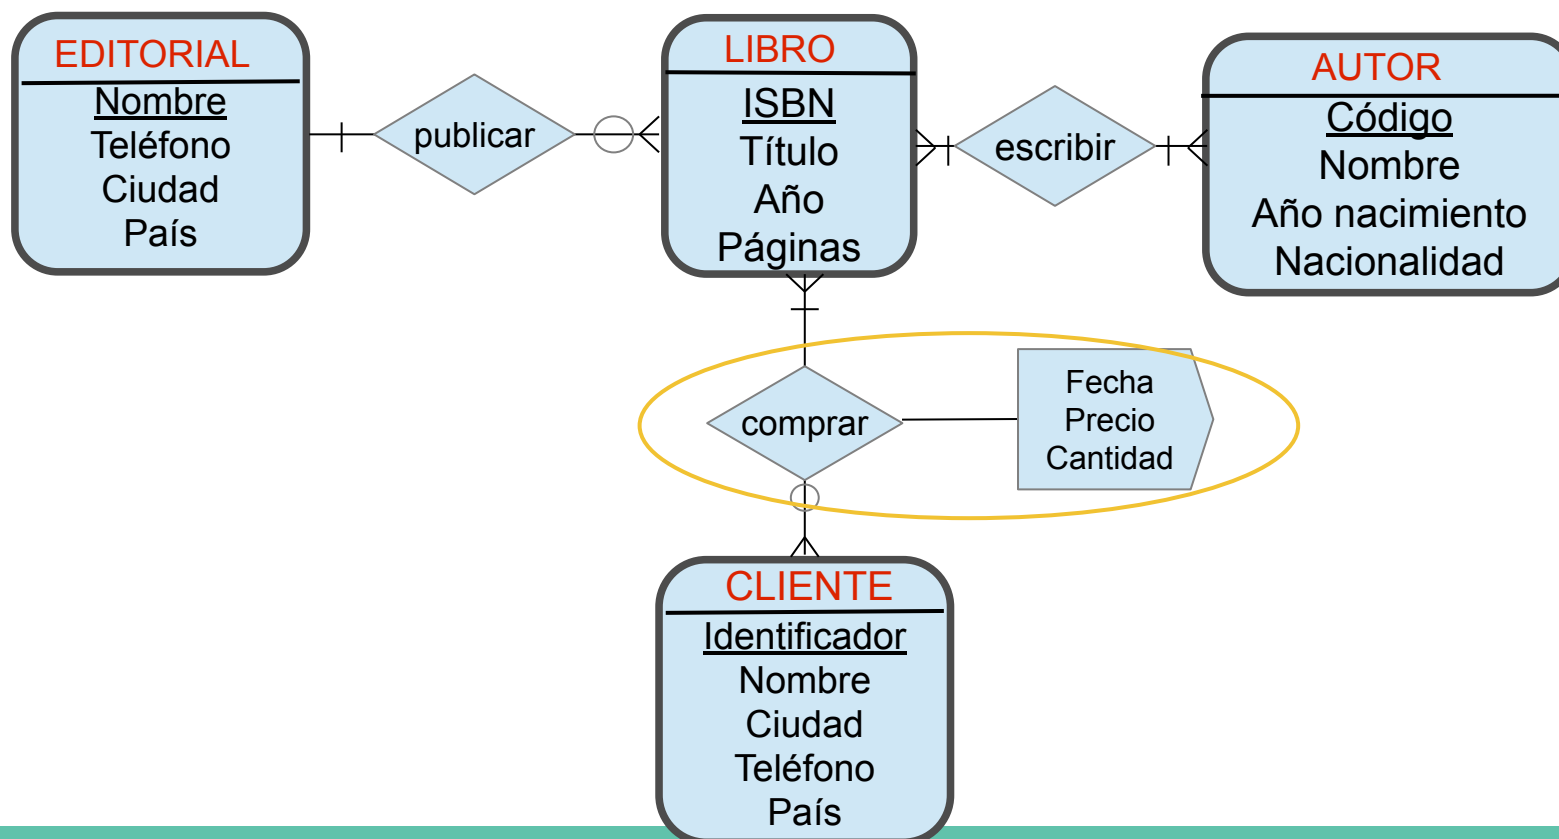 EDITORIAL
Nombre
Teléfono
Ciudad
País
publicar
LIBRO
ISBN
Título
Año
Páginas
escribir
AUTOR
Código
Nombre
Año nacimiento
Nacionalidad
comprar
Fecha
Precio
Cantidad
CLIENTE
Identificador
Nombre
Ciudad
Teléfono
País